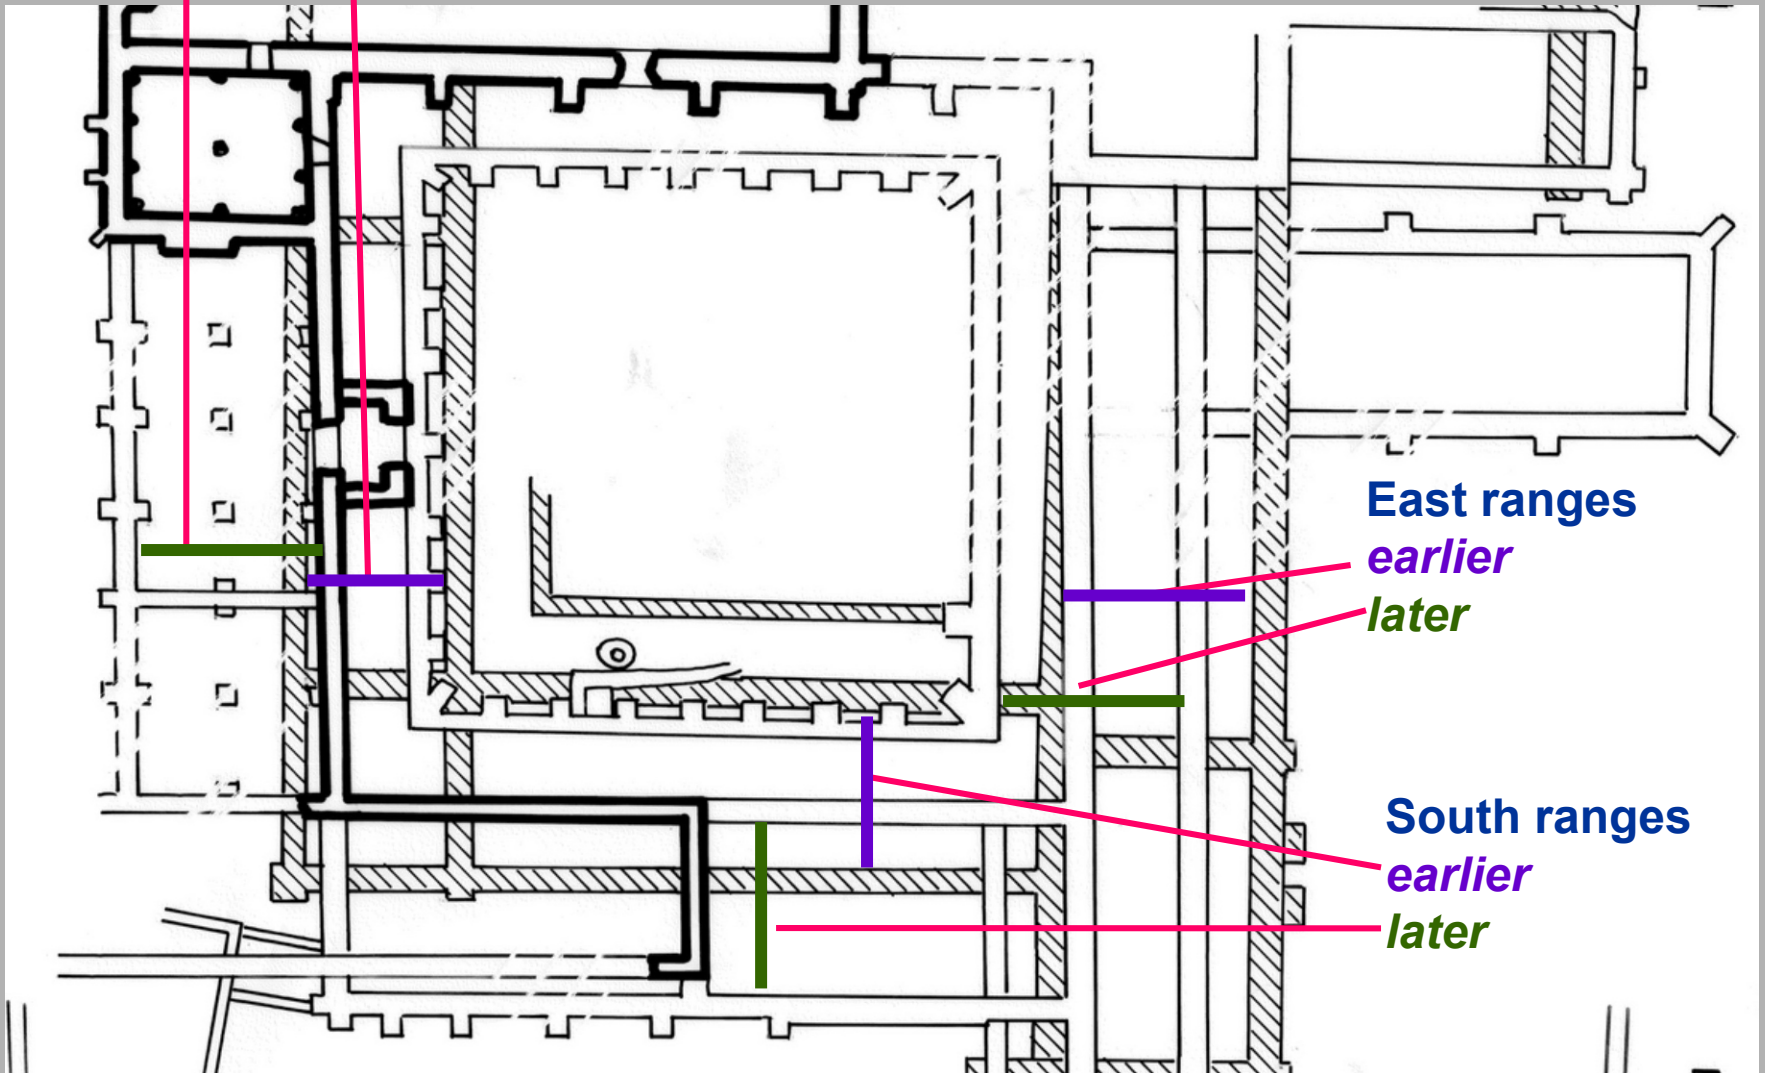 East ranges
earlier
later
South ranges
earlier
later